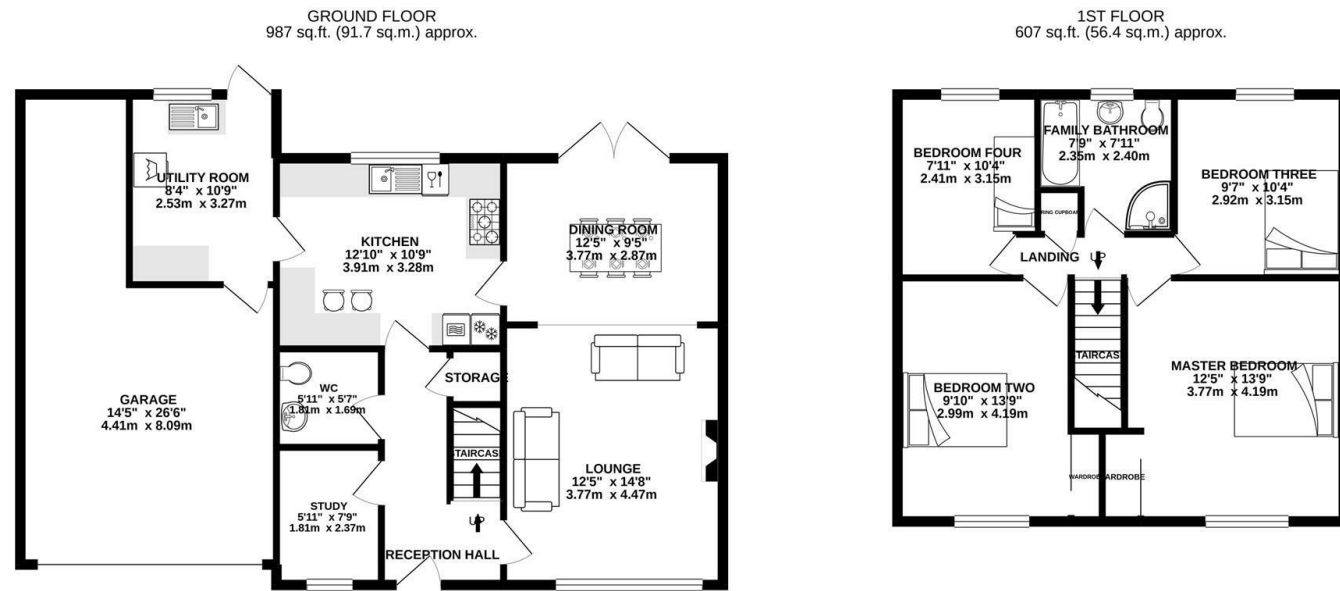 GROUND FLOOR
987 sq.ft. (91.7 sq.m.) approx.
UTILITY ROOM
8'4" x 10'9"
2.53m x 3.27m
KITCHEN
12'10" x 10'9"
3.91m x 3.28m
DINING ROOM
12'5" x 9'5"
3.77m x 2.87m
GARAGE
14'5" x 26'6"
4.41m x 8.09m
WC
5'11" x 5'7"
1.81m x 1.69m
STORAGE
STAIRCASE
UP
STUDY
5'11" x 7'9"
1.81m x 2.37m
LOUNGE
12'5" x 14'8"
3.77m x 4.47m
RECEPTION HALL
1ST FLOOR
607 sq.ft. (56.4 sq.m.) approx.
BEDROOM FOUR
7'11" x 10'4"
2.41m x 3.15m
FAMILY BATHROOM
7'9" x 7'11"
2.35m x 2.40m
BEDROOM THREE
9'7" x 10'4"
2.92m x 3.15m
CUPBOARD
LANDING
UP
STAIRCASE
BEDROOM TWO
9'10" x 13'9"
2.99m x 4.19m
MASTER BEDROOM
12'5" x 13'9"
3.77m x 4.19m
WARDROBE
WARDROBE